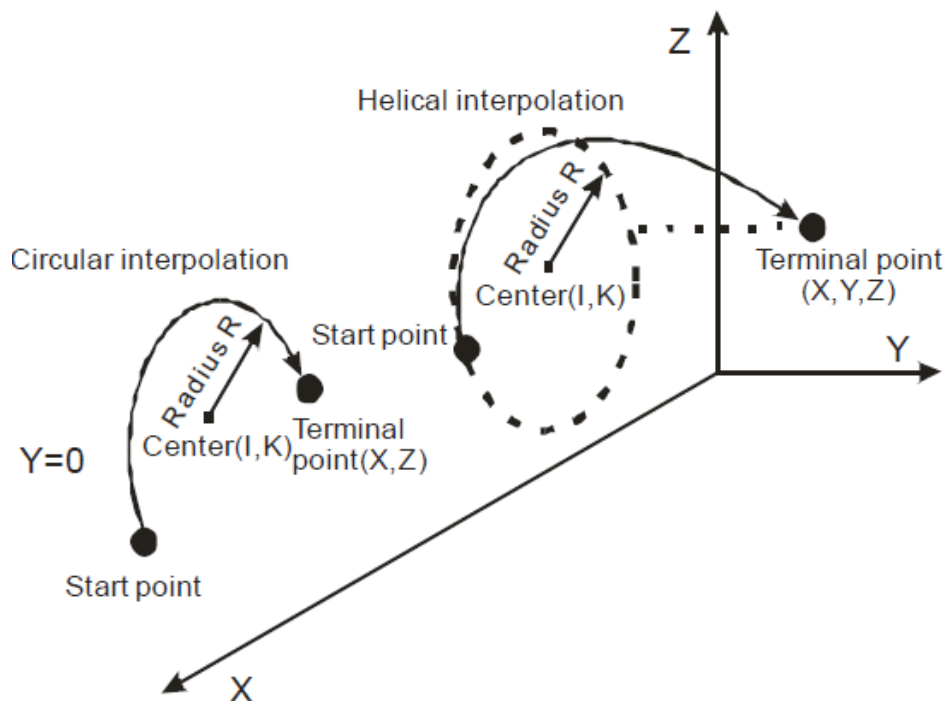 Z
Helical interpolation
Radius R
Center(I,K)
Terminal point
(X,Y,Z)
Start point
Y
Circular interpolation
Radius R
Center(I,K)
Terminal
point(X,Z)
Y=0
Start point
X